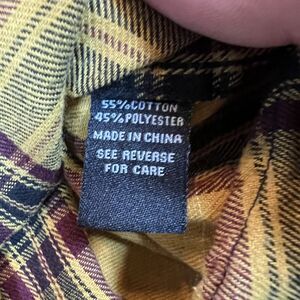 55%COTTON
45%POLYESTER
MADE IN CHINA
SEE REVERSE
FOR CARE